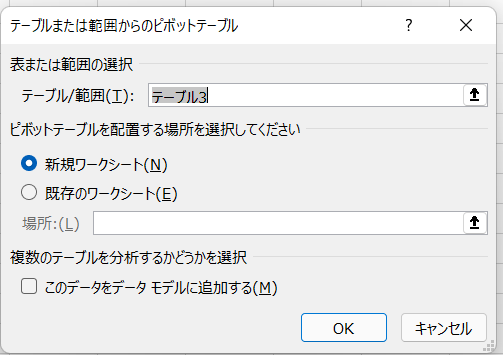 テーブルまたは範囲からのピボットテーブル ? ×
表または範囲の選択
テーブル/範囲(T): テーブル3
ピボットテーブルを配置する場所を選択してください
新規ワークシート(N)
既存のワークシート(E)
場所:(L)
複数のテーブルを分析するかどうかを選択
このデータをデータ モデルに追加する(M)
OK キャンセル